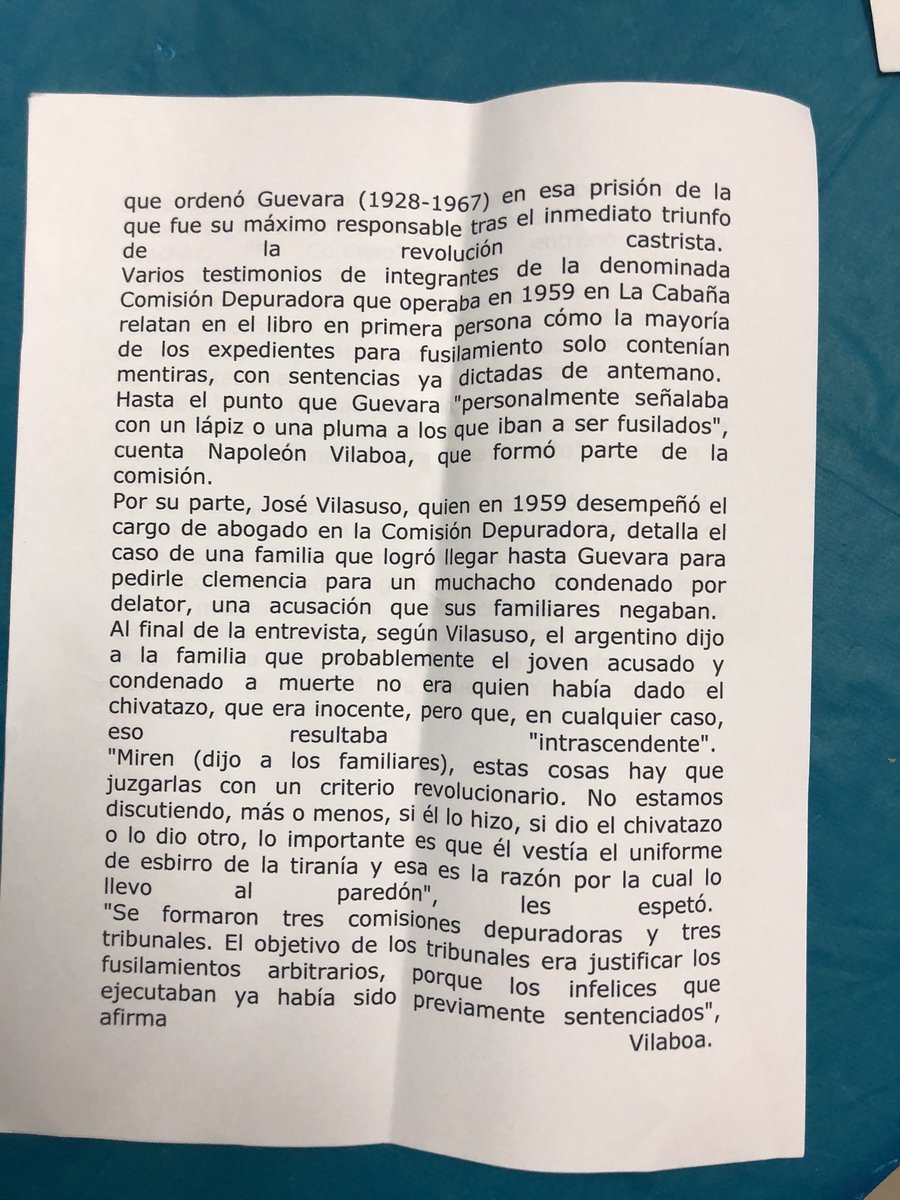 que ordenó Guevara (1928-1967) en esa prisión de la
que fue su máximo responsable tras el inmediato triunfo
de la revolución castrista.
Varios testimonios de integrantes de la denominada
Comisión Depuradora que operaba en 1959 en La Cabaña
relatan en el libro en primera persona cómo la mayoría
de los expedientes para fusilamiento solo contenían
mentiras, con sentencias ya dictadas de antemano.
Hasta el punto que Guevara "personalmente señalaba
con un lápiz o una pluma a los que iban a ser fusilados",
cuenta Napoleón Vilaboa, que formó parte de la
comisión.
Por su parte, José Vilasuso, quien en 1959 desempeñó el
cargo de abogado en la Comisión Depuradora, detalla el
caso de una familia que logró llegar hasta Guevara para
pedirle clemencia para un muchacho condenado por
delator, una acusación que sus familiares negaban.
Al final de la entrevista, según Vilasuso, el argentino dijo
a la familia que probablemente el joven acusado y
condenado a muerte no era quien había dado el
chivatazo, que era inocente, pero que, en cualquier caso,
eso resultaba "intrascendente".
"Miren (dijo a los familiares), estas cosas hay que
juzgarlas con un criterio revolucionario. No estamos
discutiendo, más o menos, si él lo hizo, si dio el chivatazo
o lo dio otro, lo importante es que él vestía el uniforme
de esbirro de la tiranía y esa es la razón por la cual lo
llevo al paredón", les espetó.
"Se formaron tres comisiones depuradoras y tres
tribunales. El objetivo de los tribunales era justificar los
fusilamientos arbitrarios, porque los infelices que
ejecutaban ya había sido previamente sentenciados",
afirma Vilaboa.